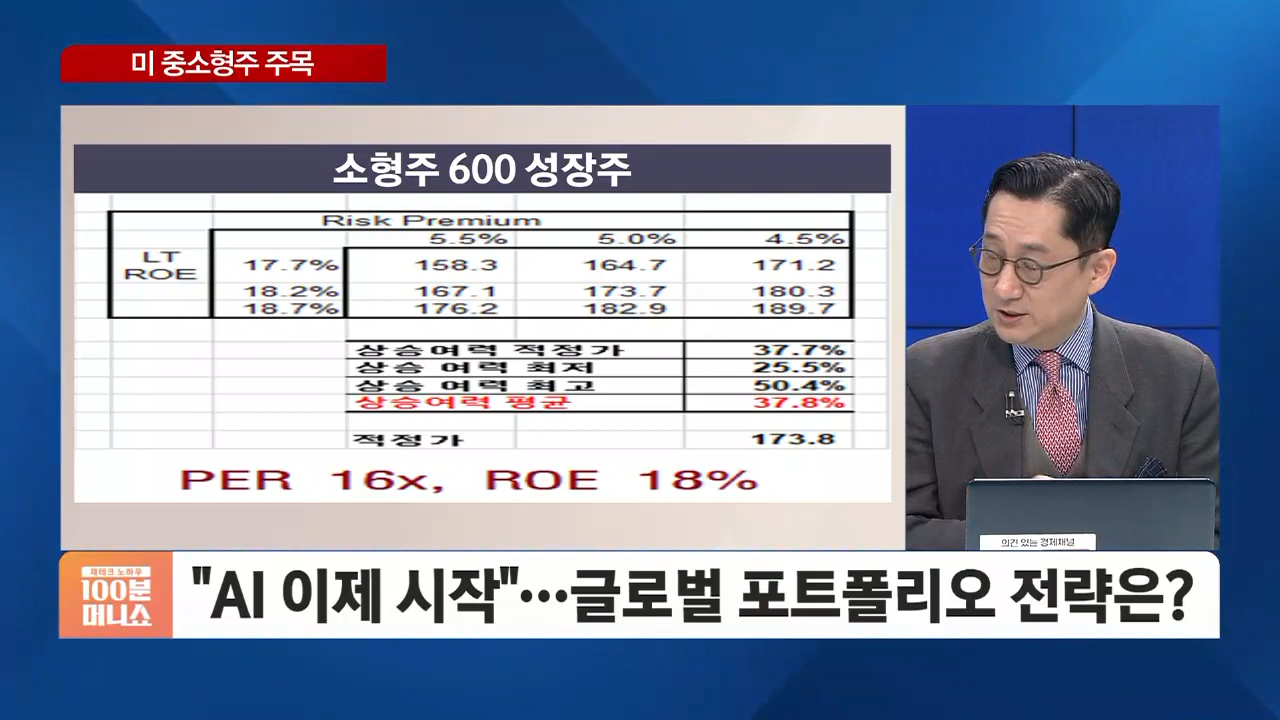 미 중소형주 주목
소형주 600 성장주
Risk Premium
5.5% 5.0% 4.5%
LT ROE
17.7% 158.3 164.7 171.2
18.2% 167.1 173.7 180.3
18.7% 176.2 182.9 189.7
상승여력 적정가 37.7%
상승 여력 최저 25.5%
상승 여력 최고 50.4%
상승여력 평균 37.8%
적정가 173.8
PER 16x, ROE 18%
의긴 있는 경제채널
재테크 노하우
100분
머니쇼
"AI 이제 시작"…글로벌 포트폴리오 전략은?